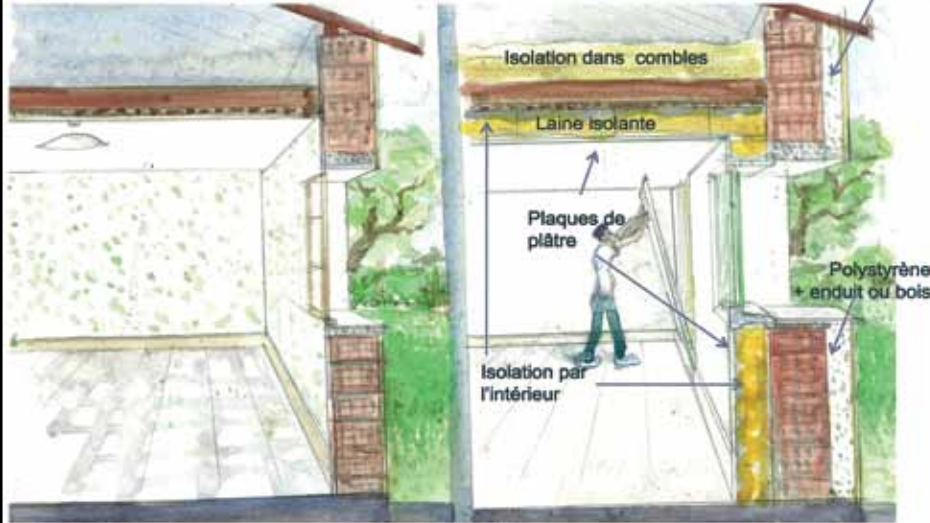 Isolation dans combles
Laine isolante
Plaques de
plâtre
Polystyrène
+ enduit ou bois
Isolation par
l'intérieur